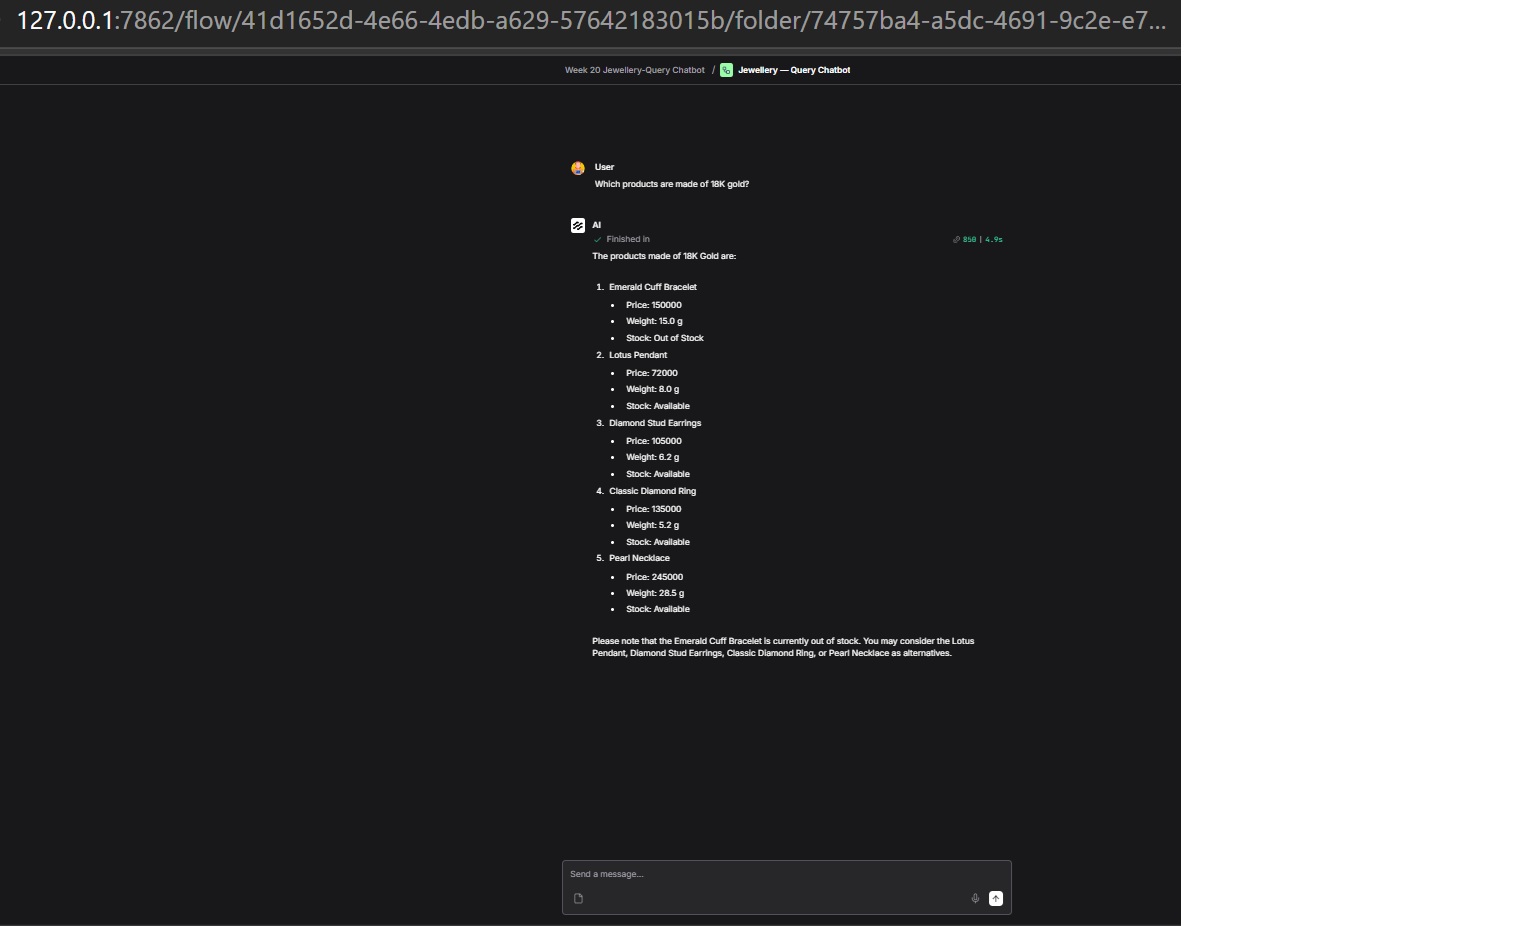 127.0.0.1:7862/flow/41d1652d-4e66-4edb-a629-57642183015b/folder/74757ba4-a5dc-4691-9c2e-e7...
Week 20 Jewellery-Query Chatbot / Jewellery — Query Chatbot
User
Which products are made of 18K gold?
AI
Finished in 850 | 4.9s
The products made of 18K Gold are:
1. Emerald Cuff Bracelet
• Price: 150000
• Weight: 15.0 g
• Stock: Out of Stock
2. Lotus Pendant
• Price: 72000
• Weight: 8.0 g
• Stock: Available
3. Diamond Stud Earrings
• Price: 105000
• Weight: 6.2 g
• Stock: Available
4. Classic Diamond Ring
• Price: 135000
• Weight: 5.2 g
• Stock: Available
5. Pearl Necklace
• Price: 245000
• Weight: 28.5 g
• Stock: Available
Please note that the Emerald Cuff Bracelet is currently out of stock. You may consider the Lotus
Pendant, Diamond Stud Earrings, Classic Diamond Ring, or Pearl Necklace as alternatives.
Send a message...